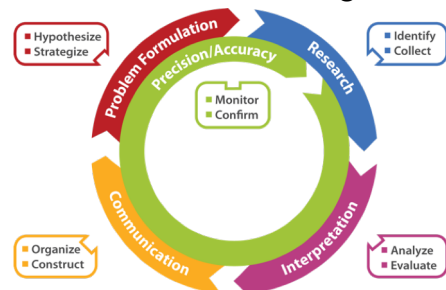 Hypothesize
Strategize
Identify
Collect
Problem Formulation
Research
Precision/Accuracy
Monitor
Confirm
Communication
Interpretation
Organize
Construct
Analyze
Evaluate